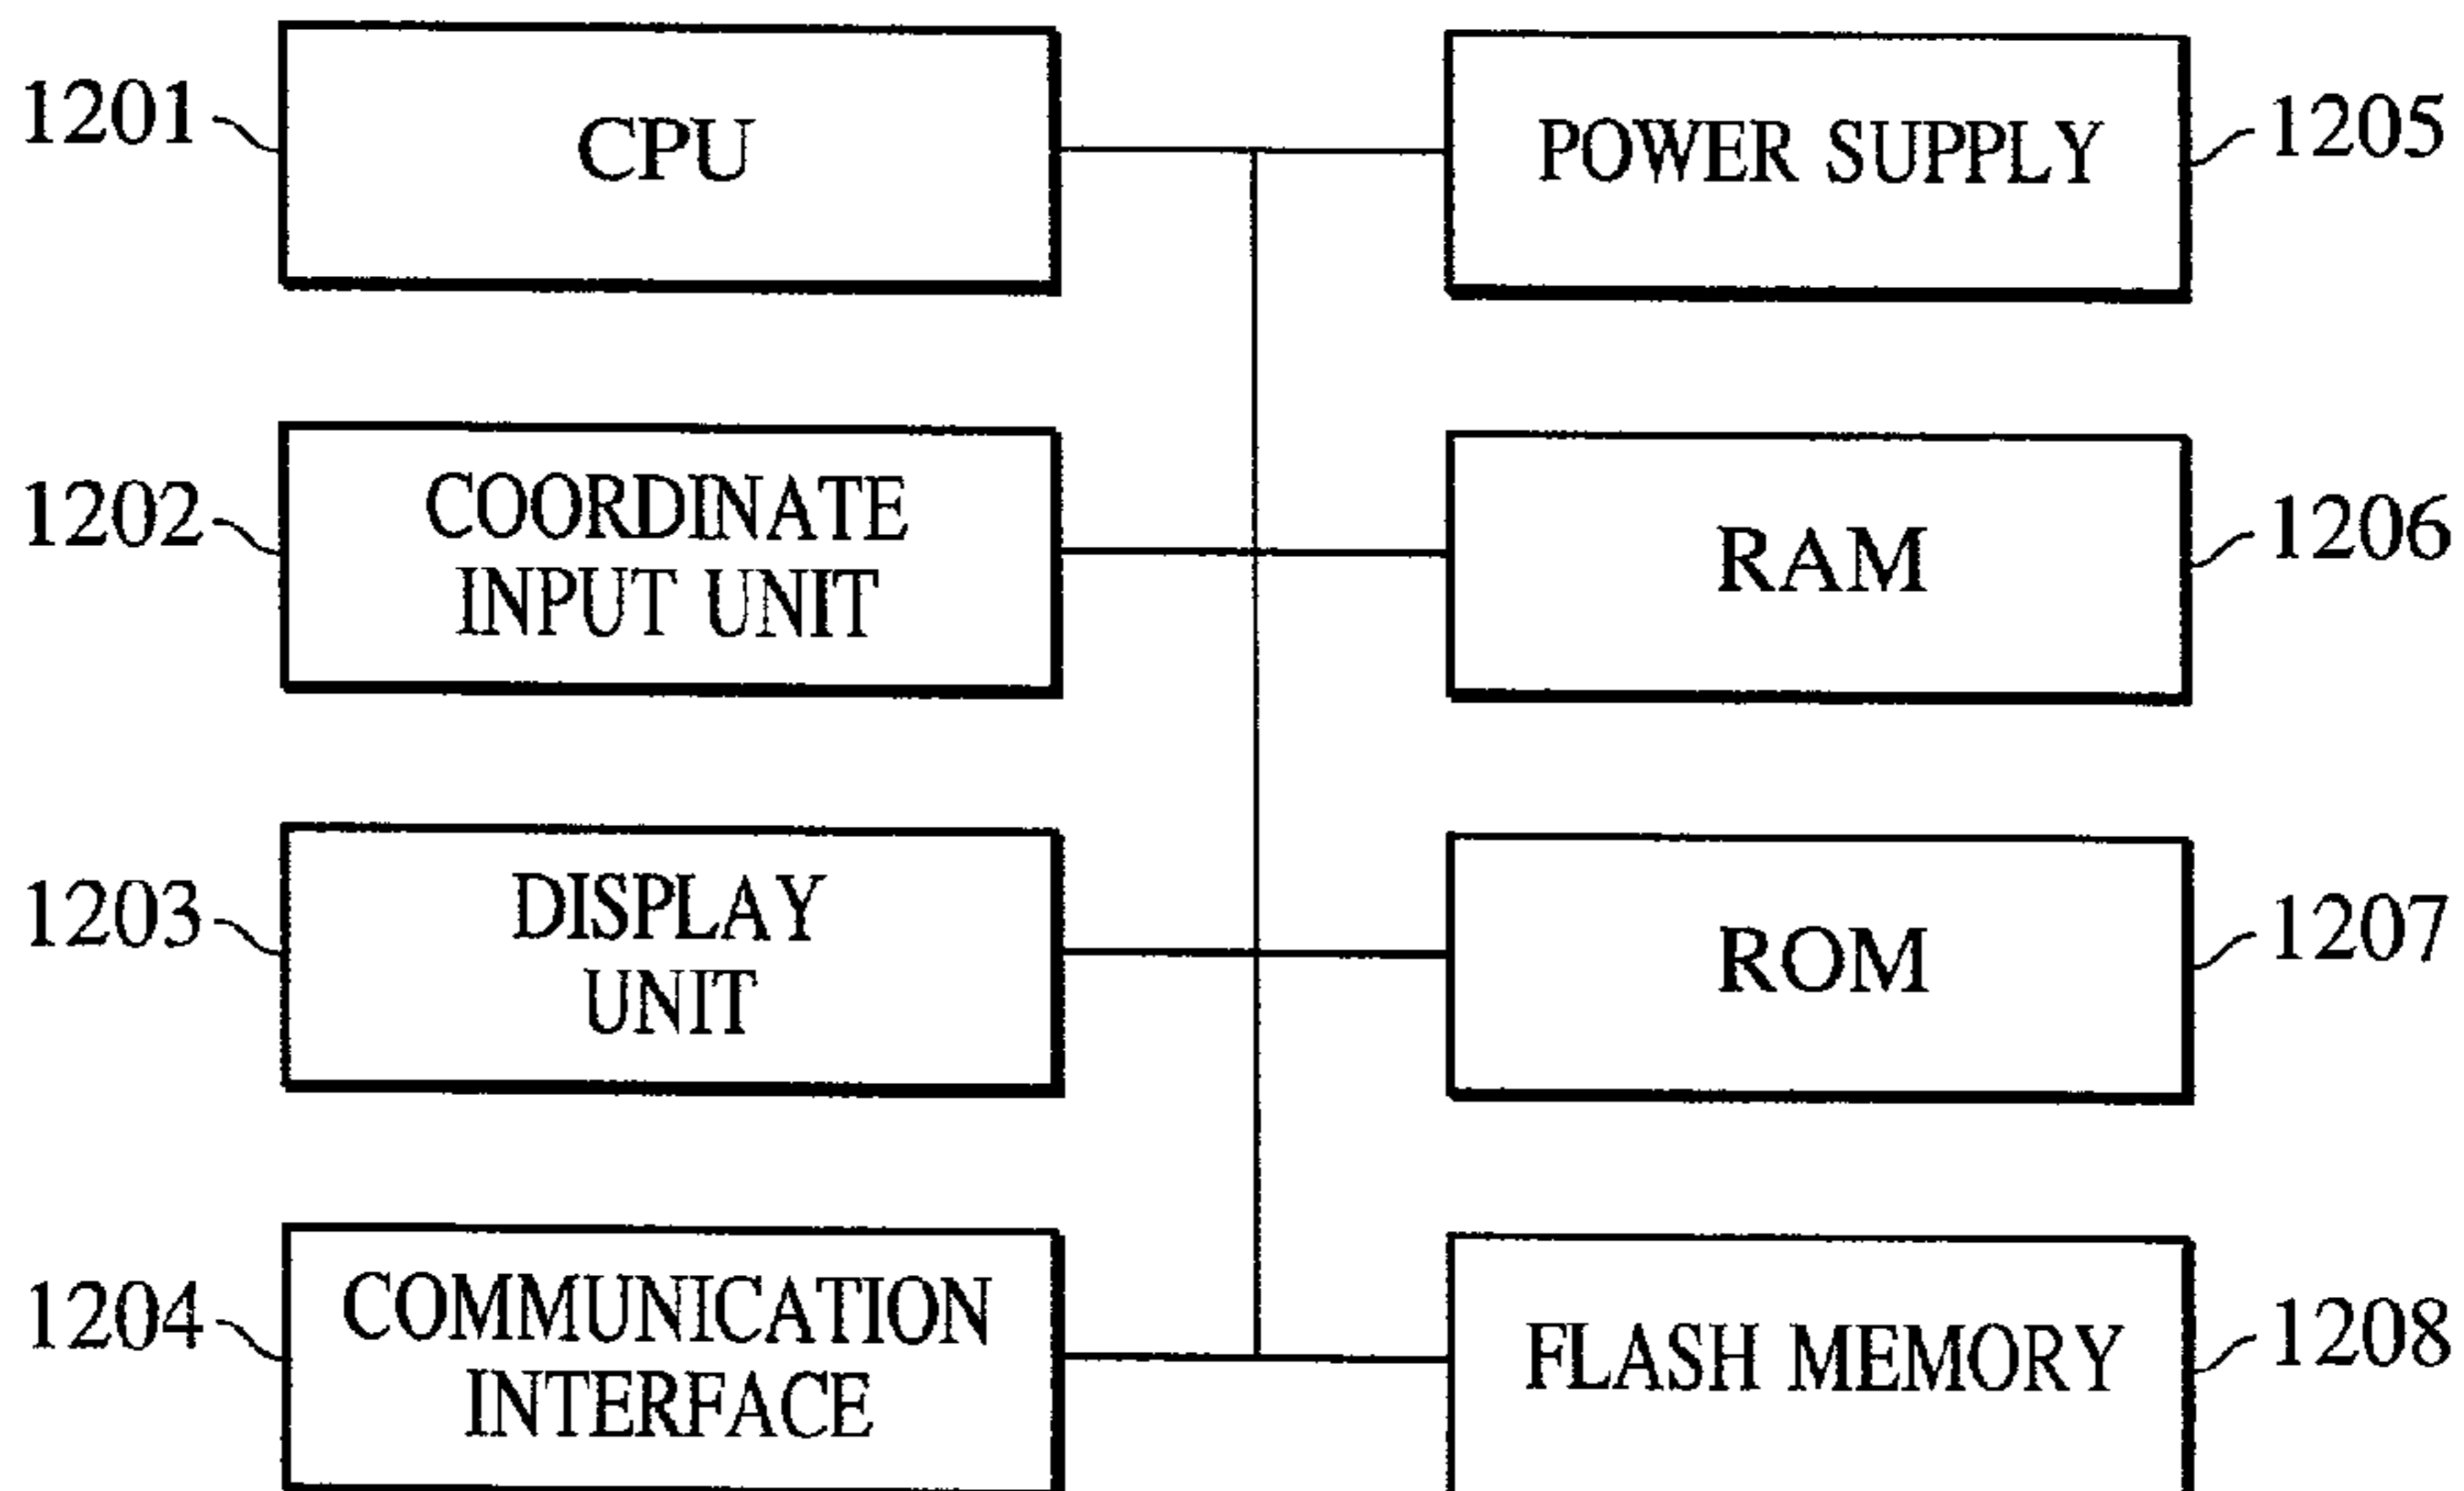 1201
CPU
POWER SUPPLY
1205
1202
COORDINATE
INPUT UNIT
RAM
1206
1203
DISPLAY
UNIT
ROM
1207
1204
COMMUNICATION
INTERFACE
FLASH MEMORY
1208